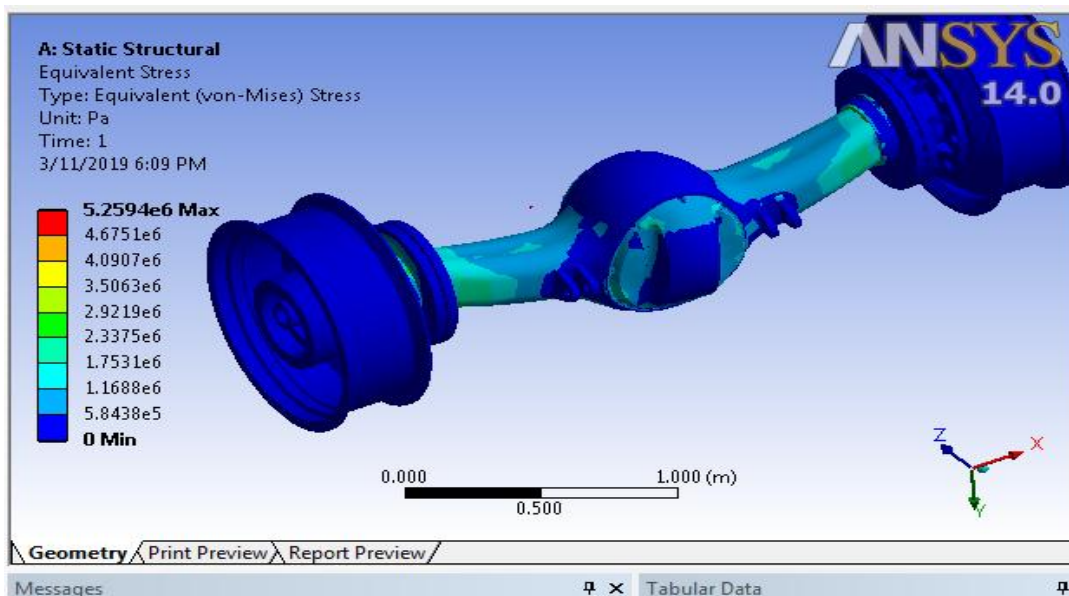 A: Static Structural
Equivalent Stress
Type: Equivalent (von-Mises) Stress
Unit: Pa
Time: 1
3/11/2019 6:09 PM
ANSYS
14.0
5.2594e6 Max
4.6751e6
4.0907e6
3.5063e6
2.9219e6
2.3375e6
1.7531e6
1.1688e6
5.8438e5
0 Min
0.000 1.000 (m)
0.500
Z X
Y
Geometry Print Preview Report Preview
Messages Tabular Data